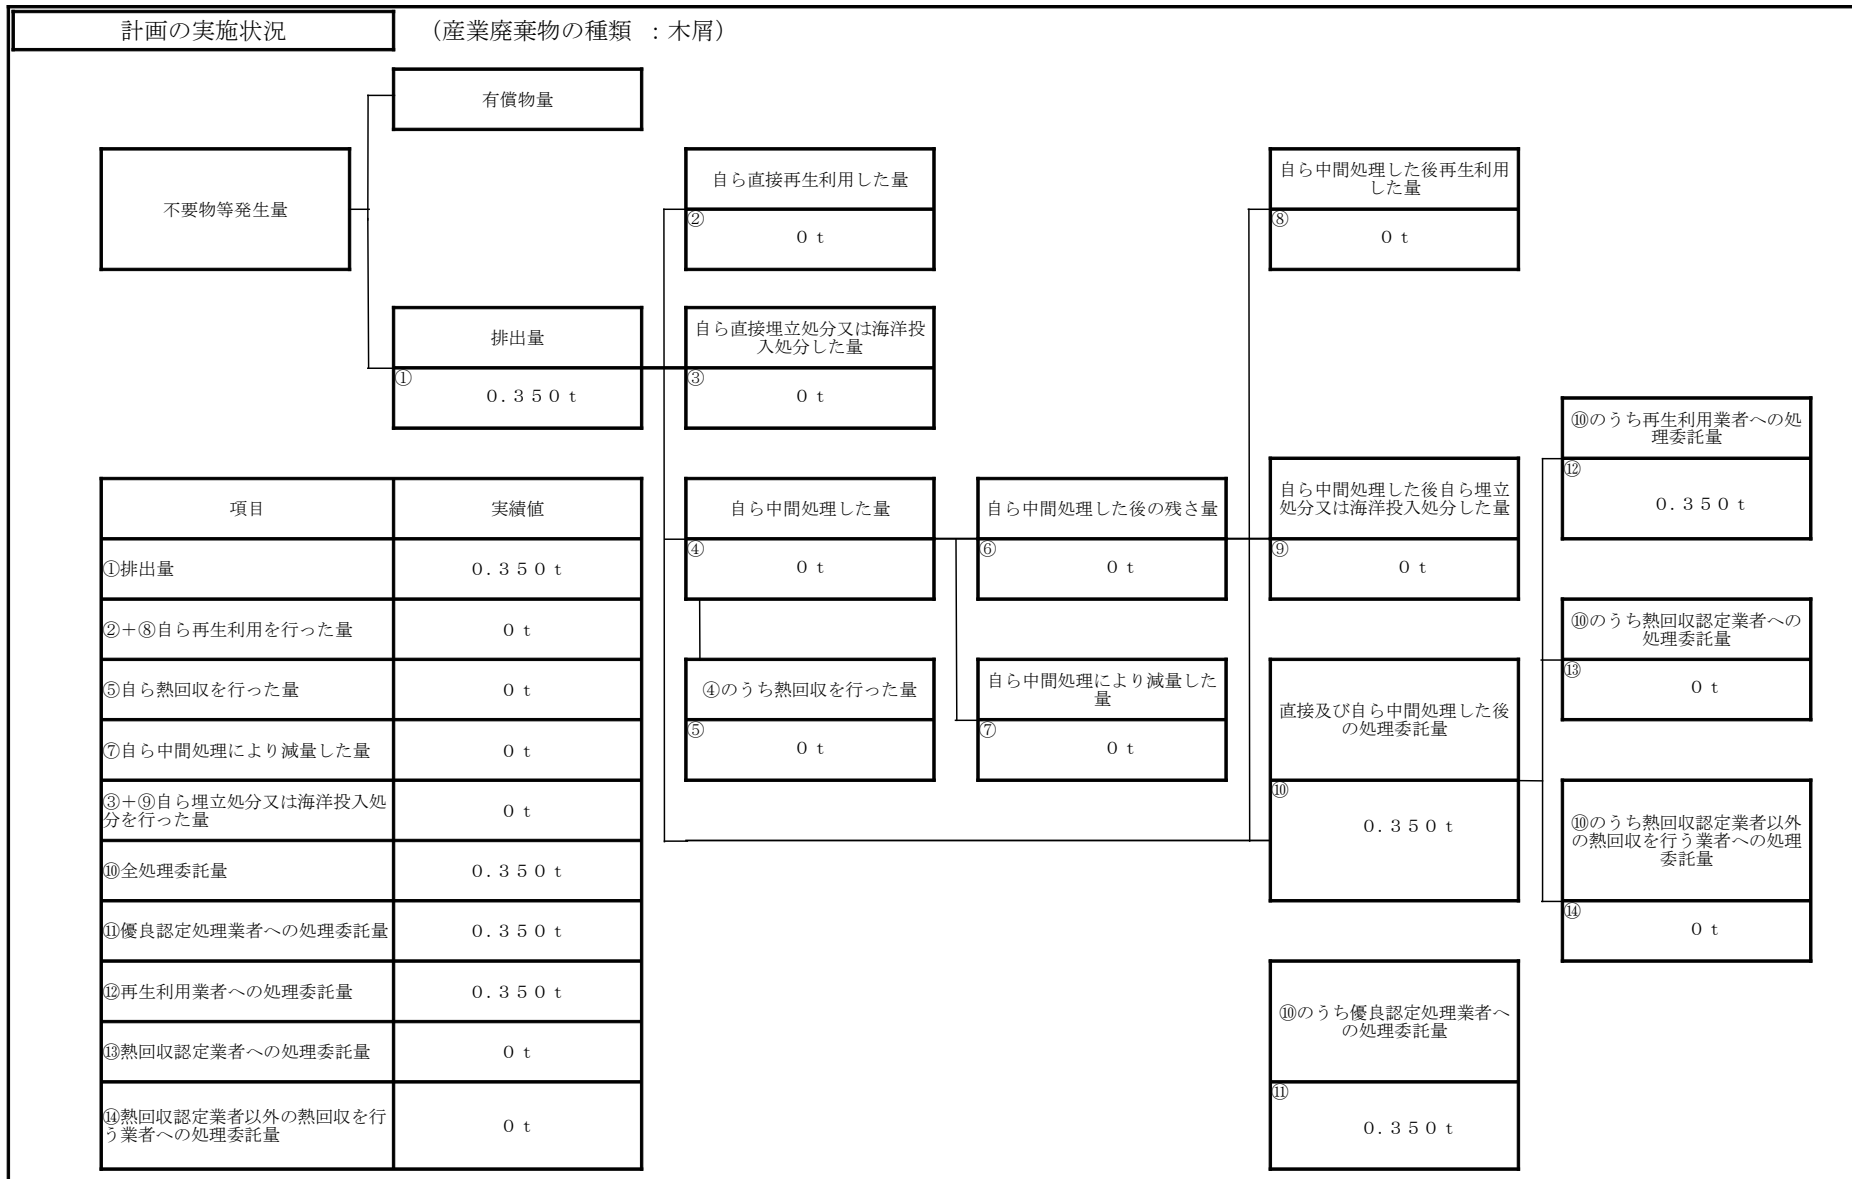 計画の実施状況
（産業廃棄物の種類 ：木屑）
有償物量
不要物等発生量
自ら直接再生利用した量
②
０ｔ
自ら中間処理した後再生利用
した量
⑧
０ｔ
排出量
①
０.３５０ｔ
自ら直接埋立処分又は海洋投
入処分した量
③
０ｔ
項目
実績値
①排出量
０.３５０ｔ
②＋⑧自ら再生利用を行った量
０ｔ
⑤自ら熱回収を行った量
０ｔ
⑦自ら中間処理により減量した量
０ｔ
③＋⑨自ら埋立処分又は海洋投入処
分を行った量
０ｔ
⑩全処理委託量
０.３５０ｔ
⑪優良認定処理業者への処理委託量
０.３５０ｔ
⑫再生利用業者への処理委託量
０.３５０ｔ
⑬熱回収認定業者への処理委託量
０ｔ
⑭熱回収認定業者以外の熱回収を行
う業者への処理委託量
０ｔ
自ら中間処理した量
④
０ｔ
④のうち熱回収を行った量
⑤
０ｔ
自ら中間処理した後の残さ量
⑥
０ｔ
自ら中間処理により減量した
量
⑦
０ｔ
自ら中間処理した後自ら埋立
処分又は海洋投入処分した量
⑨
０ｔ
直接及び自ら中間処理した後
の処理委託量
⑩
０.３５０ｔ
⑩のうち優良認定処理業者へ
の処理委託量
⑪
０.３５０ｔ
⑩のうち再生利用業者への処
理委託量
⑫
０.３５０ｔ
⑩のうち熱回収認定業者への
処理委託量
⑬
０ｔ
⑩のうち熱回収認定業者以外
の熱回収を行う業者への処理
委託量
⑭
０ｔ